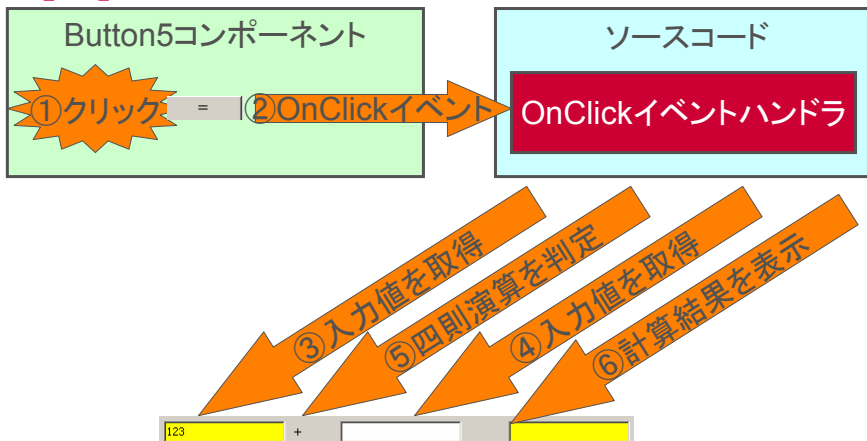 Button5コンポーネント
ソースコード
①クリック
=
②OnClickイベント
OnClickイベントハンドラ
③入力値を取得
⑤四則演算を判定
④入力値を取得
⑥計算結果を表示
123
+